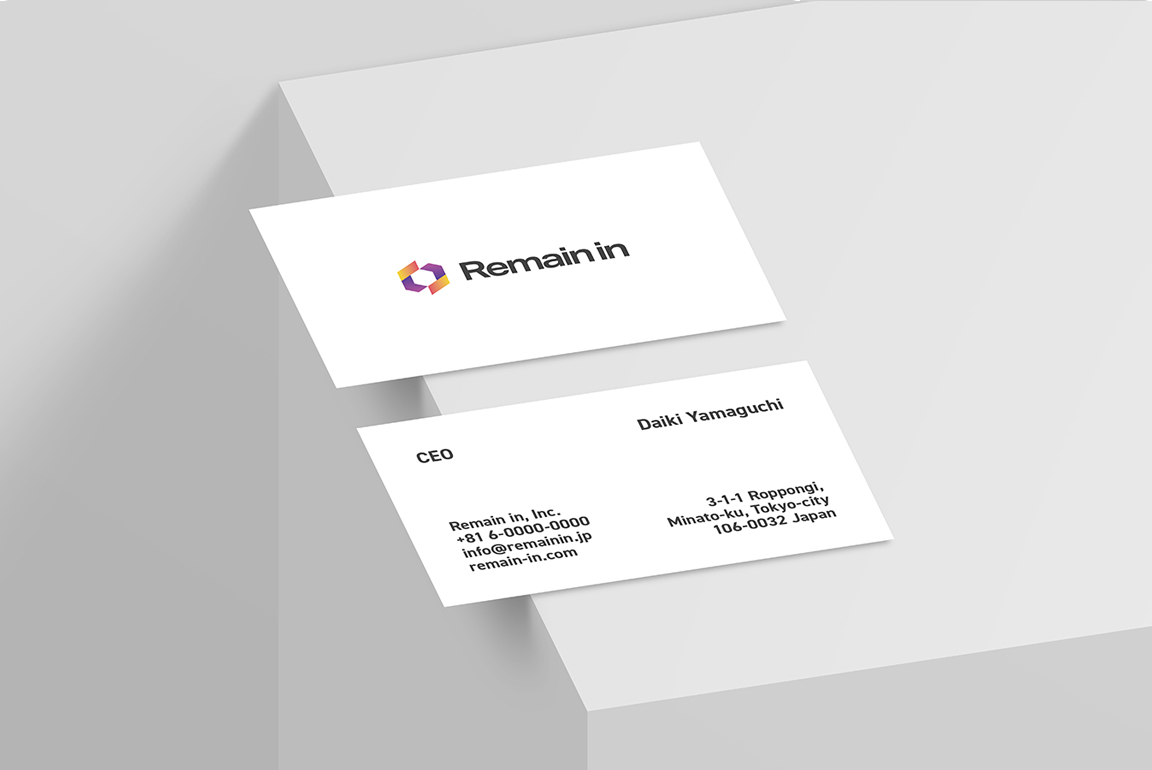 Remain in
Daiki Yamaguchi
CEO
Remain in, Inc.
+81 6-0000-0000
info@remainin.jp
remain-in.com
3-1-1 Roppongi,
Minato-ku, Tokyo-city
106-0032 Japan